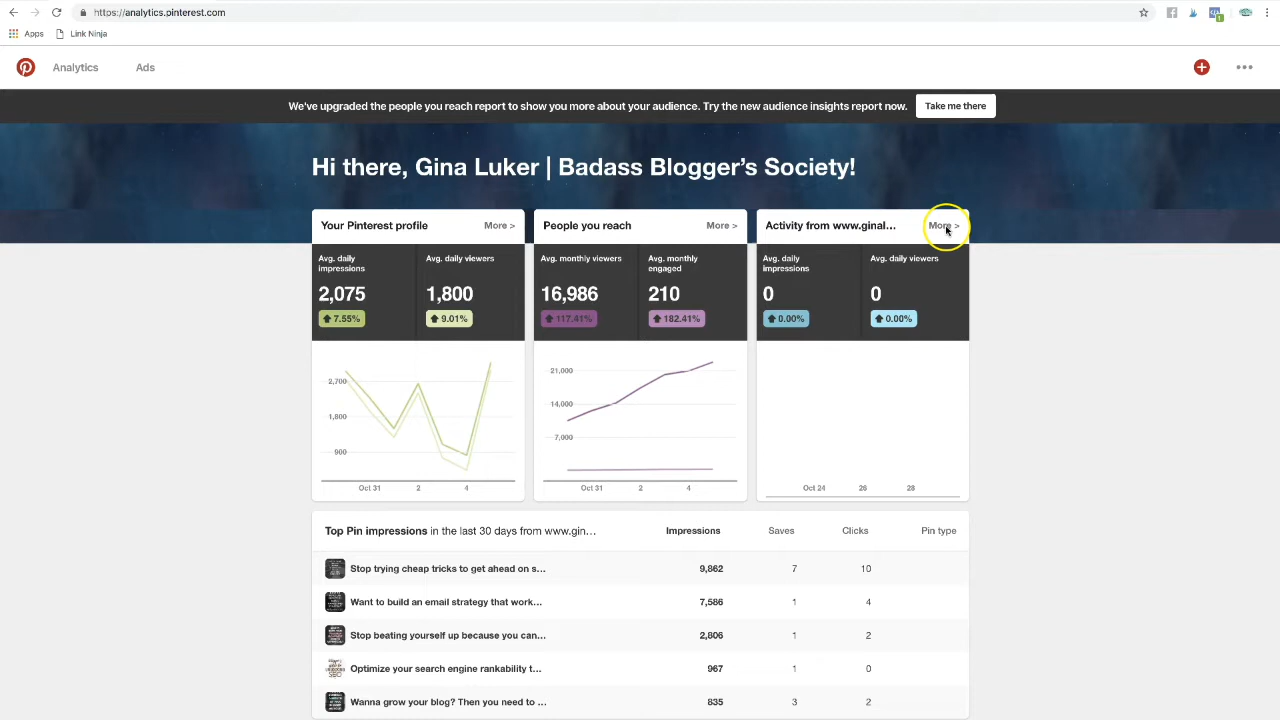 https://analytics.pinterest.com
Apps
Link Ninja
Analytics
Ads
We've upgraded the people you reach report to show you more about your audience. Try the new audience insights report now.
Take me there
Hi there, Gina Luker | Badass Blogger's Society!
Your Pinterest profile
More >
People you reach
More >
Activity from www.ginal...
More >
Avg. daily impressions
2,075
7.55%
Avg. daily viewers
1,800
9.01%
Avg. monthly viewers
16,986
117.41%
Avg. monthly engaged
210
182.41%
Avg. daily impressions
0
0.00%
Avg. daily viewers
0
0.00%
2,700
1,800
900
Oct 31
2
4
21,000
14,000
7,000
Oct 31
2
4
Oct 24
26
28
Top Pin impressions in the last 30 days from www.gin...
Impressions
Saves
Clicks
Pin type
Stop trying cheap tricks to get ahead on s...
9,862
7
10
Want to build an email strategy that work...
7,586
1
4
Stop beating yourself up because you can...
2,806
1
2
Optimize your search engine rankability t...
967
1
0
Wanna grow your blog? Then you need to ...
835
3
2